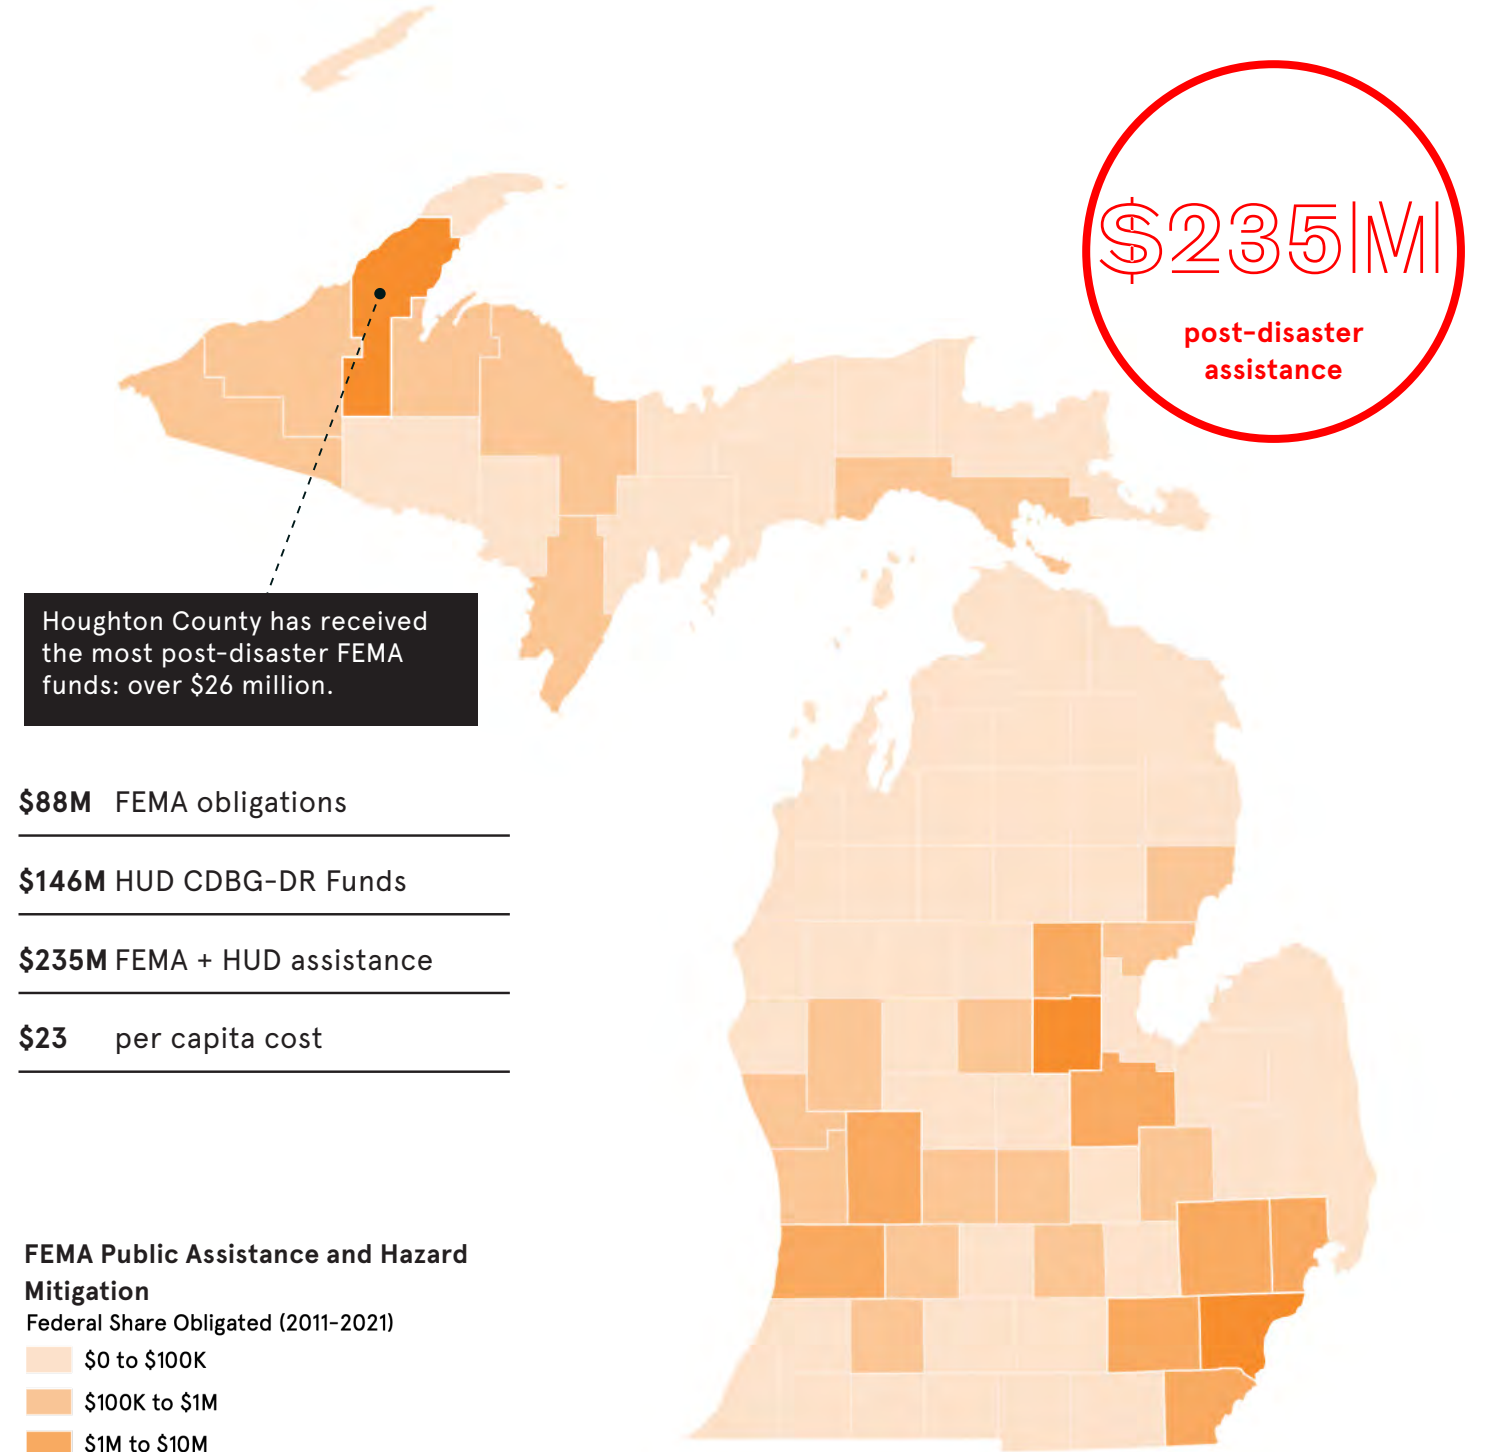 $235M
post-disaster
assistance
Houghton County has received
the most post-disaster FEMA
funds: over $26 million.
$88M FEMA obligations
$146M HUD CDBG-DR Funds
$235M FEMA + HUD assistance
$23 per capita cost
FEMA Public Assistance and Hazard
Mitigation
Federal Share Obligated (2011-2021)
$0 to $100K
$100K to $1M
$1M to $10M